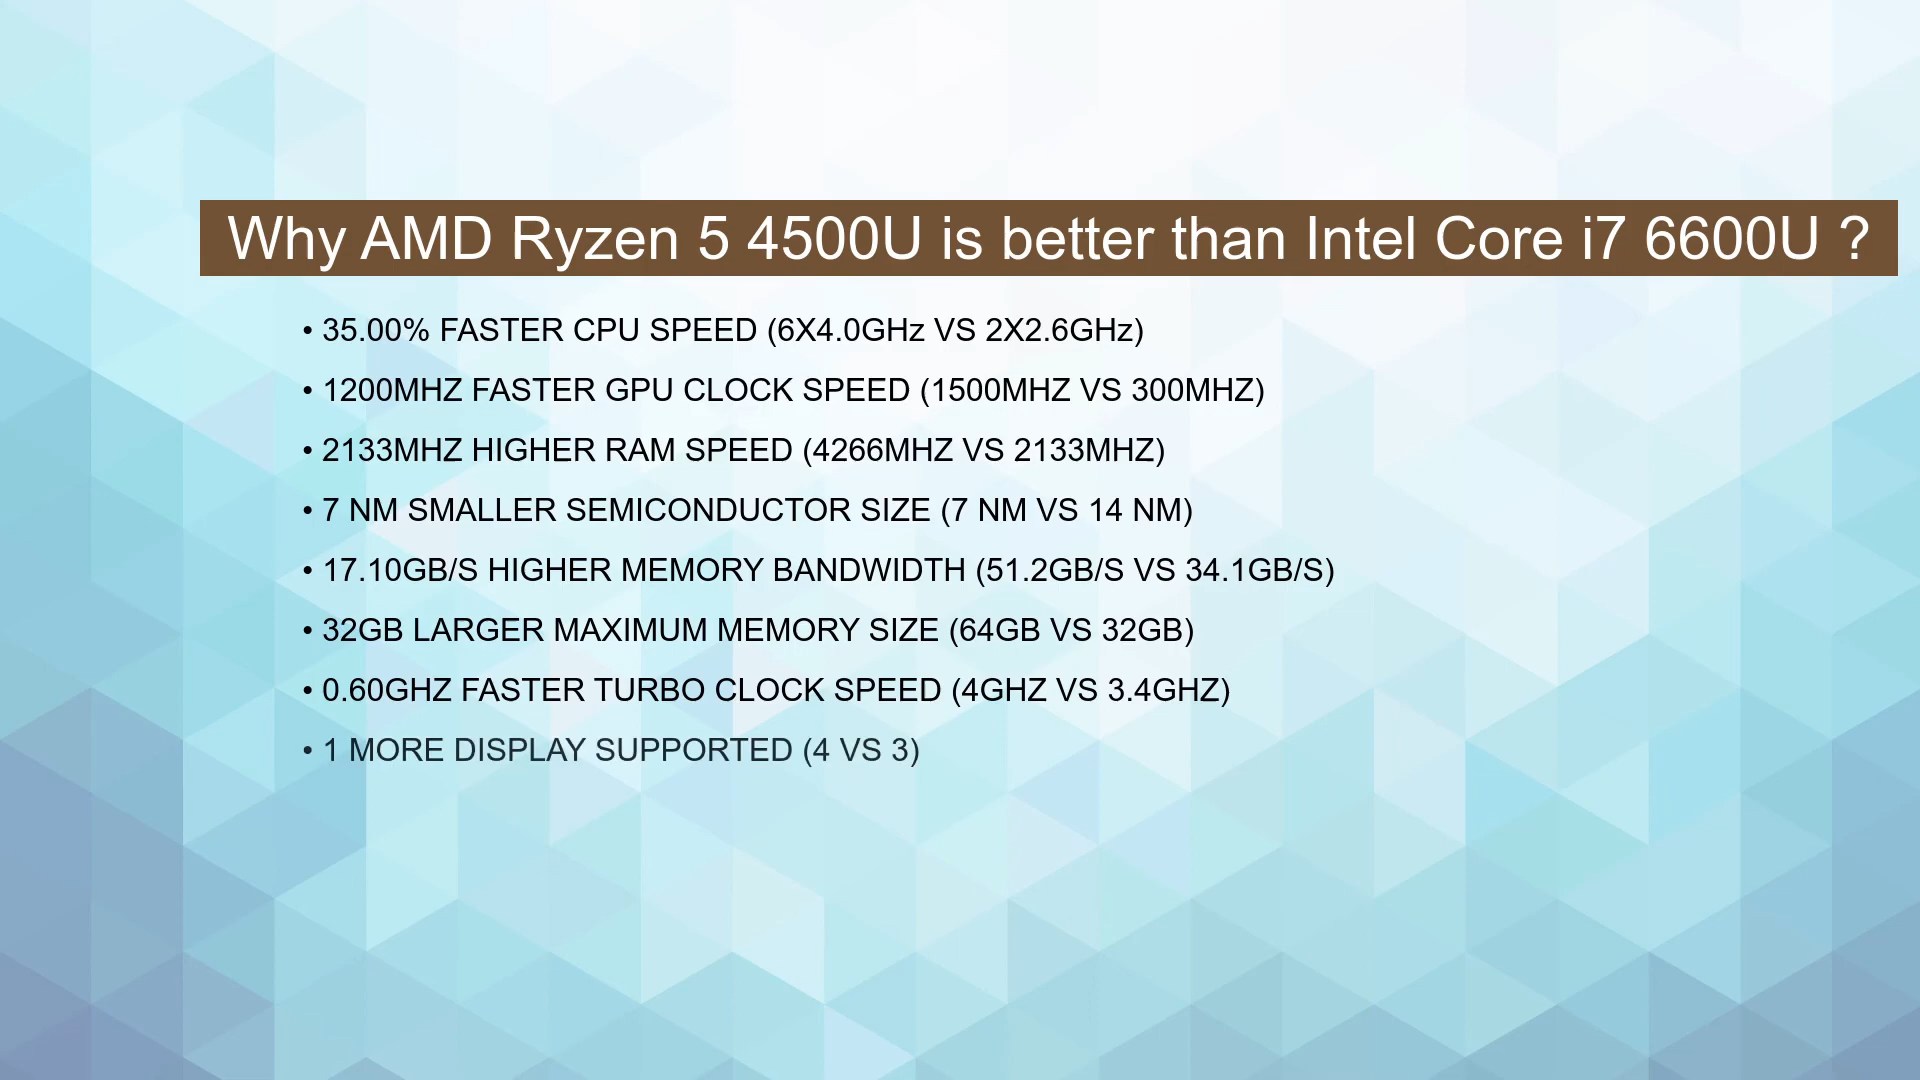 Why AMD Ryzen 5 4500U is better than Intel Core i7 6600U ?
• 35.00% FASTER CPU SPEED (6X4.0GHz VS 2X2.6GHz)
• 1200MHZ FASTER GPU CLOCK SPEED (1500MHZ VS 300MHZ)
• 2133MHZ HIGHER RAM SPEED (4266MHZ VS 2133MHZ)
• 7 NM SMALLER SEMICONDUCTOR SIZE (7 NM VS 14 NM)
• 17.10GB/S HIGHER MEMORY BANDWIDTH (51.2GB/S VS 34.1GB/S)
• 32GB LARGER MAXIMUM MEMORY SIZE (64GB VS 32GB)
• 0.60GHZ FASTER TURBO CLOCK SPEED (4GHZ VS 3.4GHZ)
• 1 MORE DISPLAY SUPPORTED (4 VS 3)